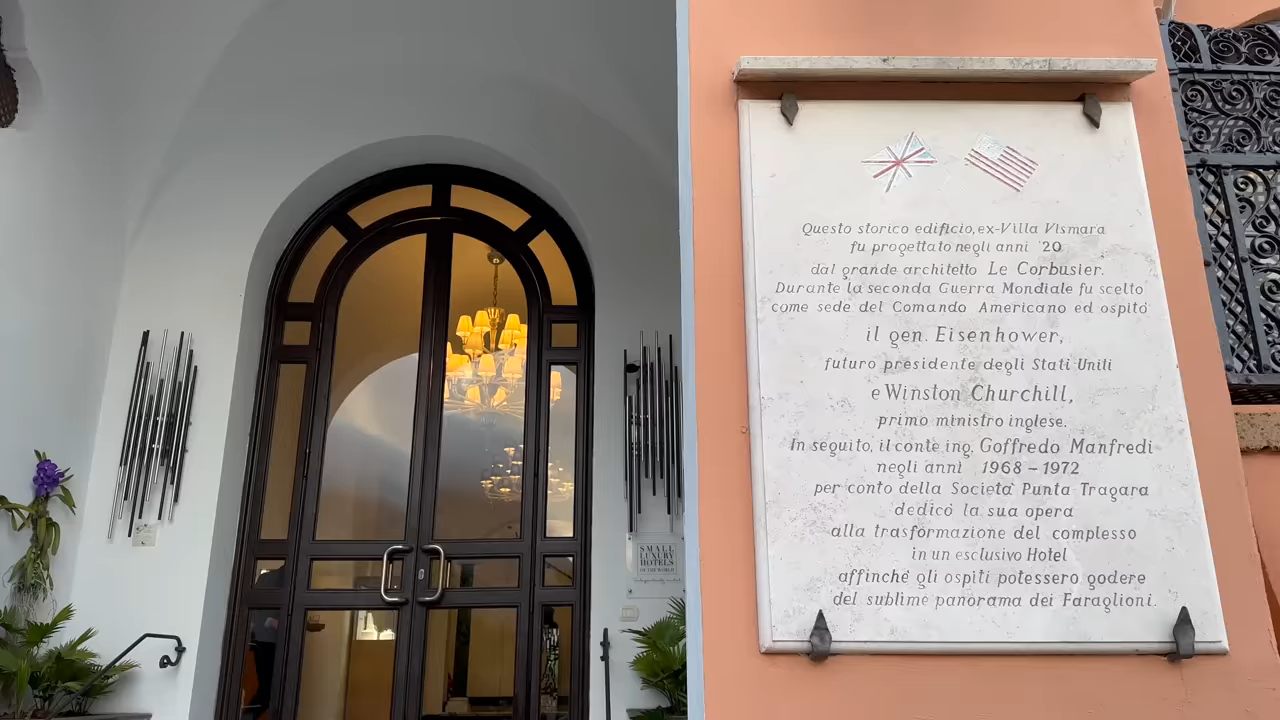 SMALL
LUXURY
HOTELS
OF THE WORLD
Questo storico edificio, ex-Villa Vismara
fu progettato negli anni '20
dal grande architetto Le Corbusier.
Durante la seconda Guerra Mondiale fu scelto
come sede del Comando Americano ed ospitò
il gen. Eisenhower,
futuro presidente degli Stati Uniti
e Winston Churchill,
primo ministro inglese.
In seguito, il conte ing. Goffredo Manfredi
negli anni 1968-1972
per conto della Società Punta Tragara
dedicò la sua opera
alla trasformazione del complesso
in un esclusivo Hotel
affinchè gli ospiti potessero godere
del sublime panorama dei Faraglioni.